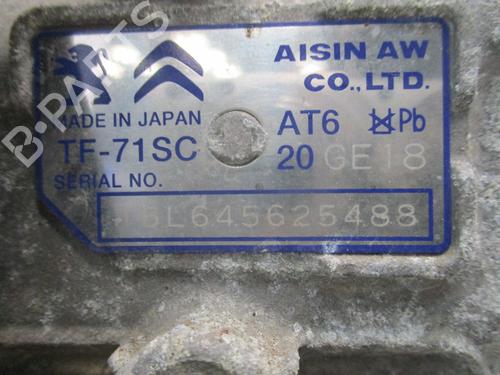 AISIN AW
CO.,LTD.
MADE IN JAPAN
AT6 Pb
TF-71SC
20 GE18
SERIAL NO.
5L645625488
B-PARTS